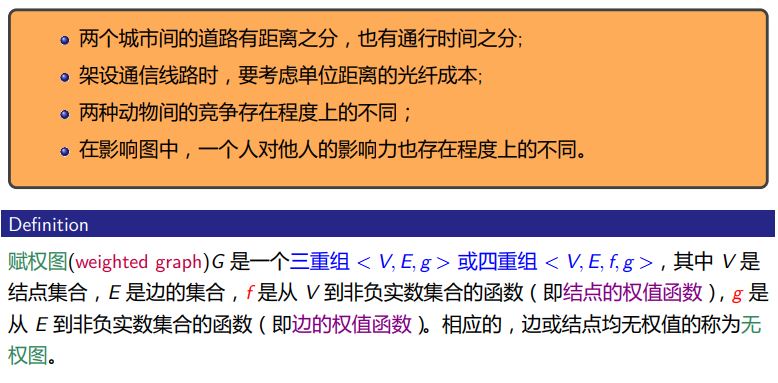 两个城市间的道路有距离之分，也有通行时间之分;
架设通信线路时，要考虑单位距离的光纤成本;
两种动物间的竞争存在程度上的不同；
在影响图中，一个人对他人的影响力也存在程度上的不同。
Definition
赋权图(weighted graph)G 是一个三重组 < V, E, g > 或四重组 < V, E, f, g >，其中 V 是
结点集合，E 是边的集合，f 是从 V 到非负实数集合的函数（即结点的权值函数），g 是
从 E 到非负实数集合的函数（即边的权值函数）。相应的，边或结点均无权值的称为无
权图。